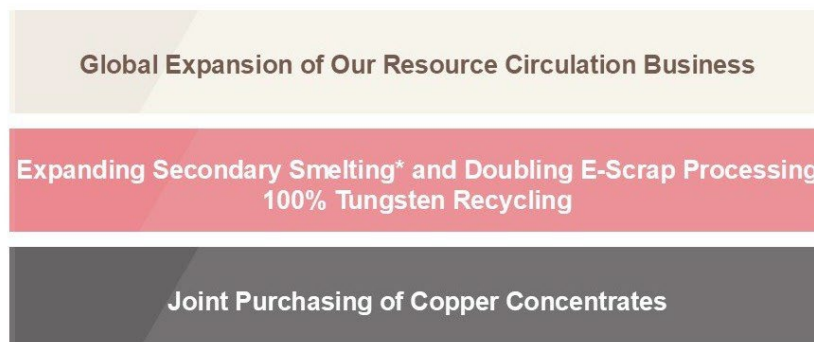 Global Expansion of Our Resource Circulation Business
Expanding Secondary Smelting* and Doubling E-Scrap Processing
100% Tungsten Recycling
Joint Purchasing of Copper Concentrates